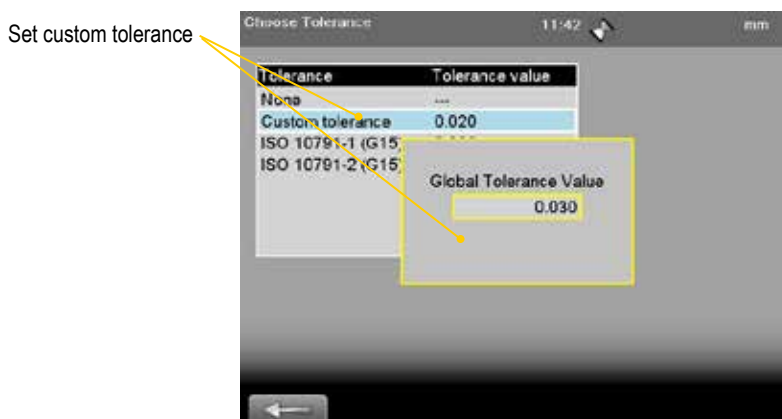 Set custom tolerance
Choose Tolerance 11:42 mm
Tolerance Tolerance value
None ---
Custom tolerance 0.020
ISO 10791-1 (G15)
ISO 10791-2 (G15)
Global Tolerance Value
0.030